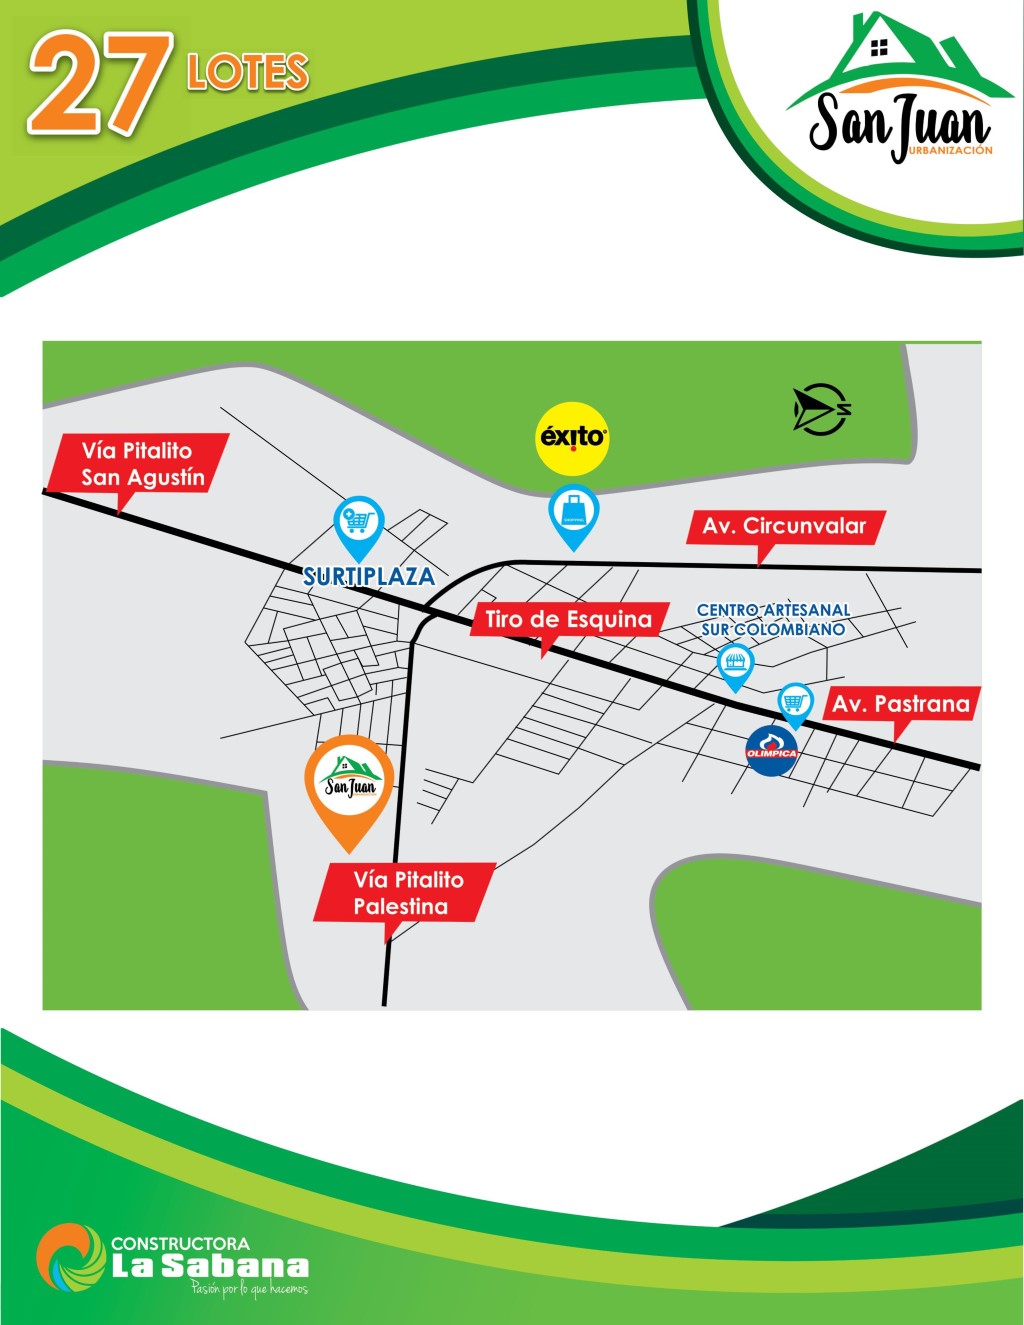 27 LOTES
San Juan
URBANIZACIÓN
éxito
Vía Pitalito
San Agustín
SHOPPING
Av. Circunvalar
SURTIPLAZA
Tiro de Esquina
CENTRO ARTESANAL
SUR COLOMBIANO
Av. Pastrana
OLIMPICA
San Juan
Vía Pitalito
Palestina
CONSTRUCTORA
La Sabana
Pasión por lo que hacemos